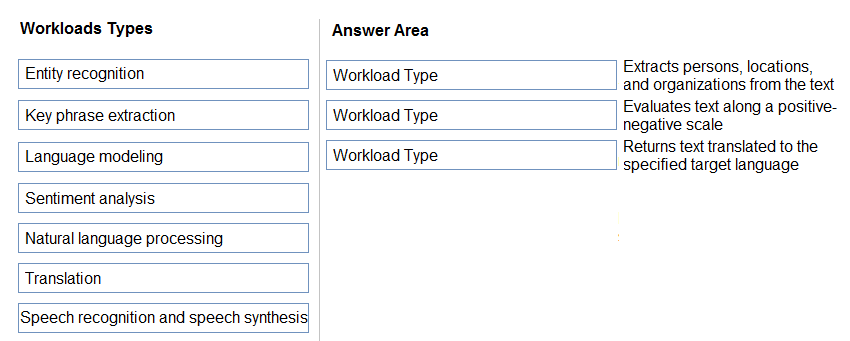 Workloads Types
Entity recognition
Key phrase extraction
Language modeling
Sentiment analysis
Natural language processing
Translation
Speech recognition and speech synthesis
Answer Area
Workload Type
Extracts persons, locations,
and organizations from the text
Workload Type
Evaluates text along a positive-
negative scale
Workload Type
Returns text translated to the
specified target language